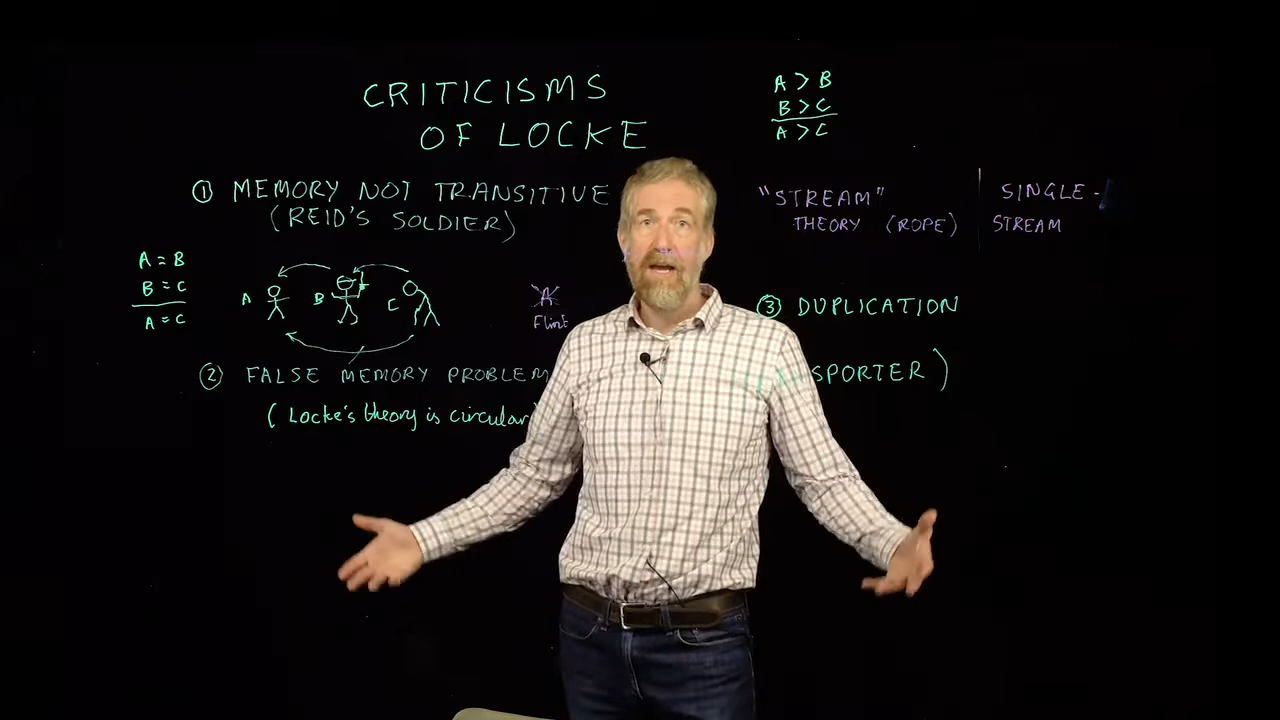 CRITICISMS
OF LOCKE
A > B
B > C
A > C
① MEMORY NOT TRANSITIVE
(REID'S SOLDIER)
"STREAM"
THEORY (ROPE)
SINGLE-
STREAM
A = B
B = C
A = C
A
B
C
A
Flint
② FALSE MEMORY PROBLEM
(Locke's theory is circular)
③ DUPLICATION
SPORTER)